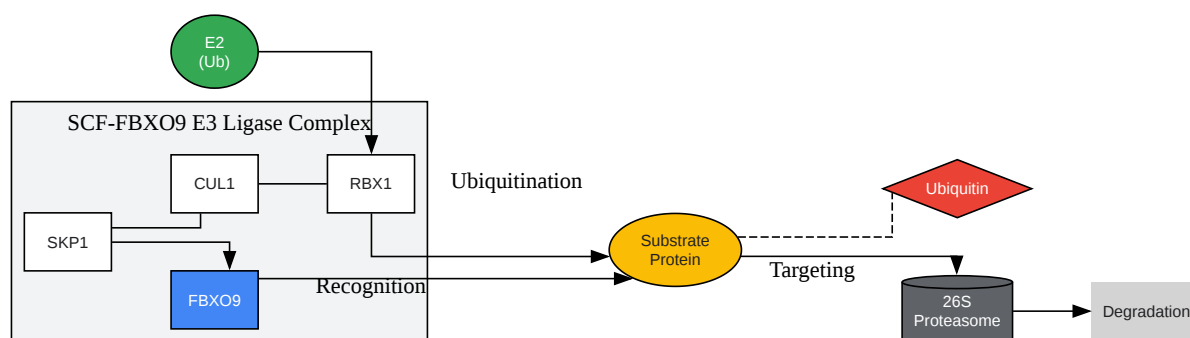 E2
(Ub)
SCF-FBXO9 E3 Ligase Complex
CUL1
RBX1
Ubiquitination
Ubiquitin
SKP1
Substrate
Protein
Targeting
Recognition
FBXO9
26S
Proteasome
Degradation